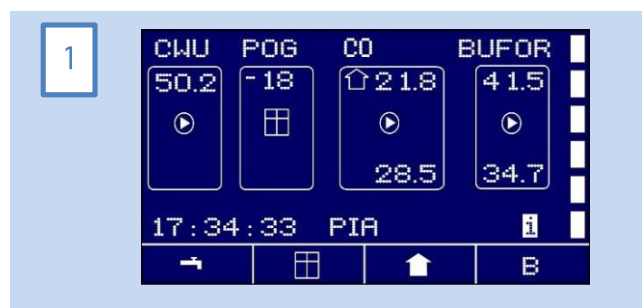 1
CWU POG CO BUFOR
50.2 -18 21.8 41.5
28.5 34.7
17:34:33 PIA i
B